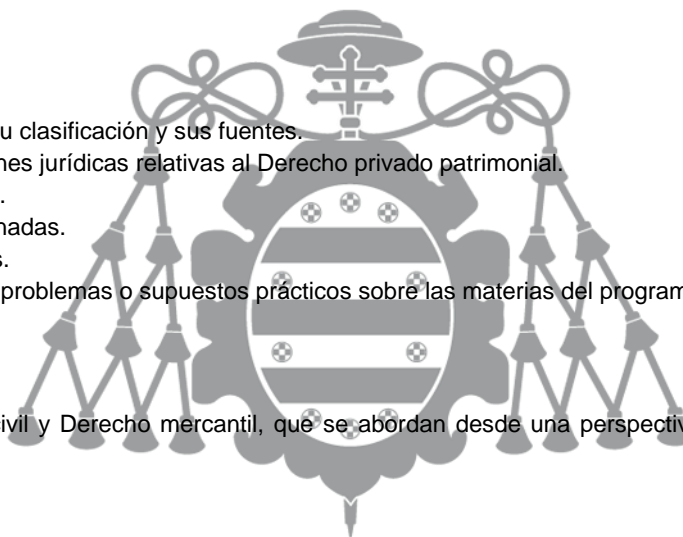 u clasificación y sus fuentes.
nes jurídicas relativas al Derecho privado patrimonial.
.
nadas.
s.
problemas o supuestos prácticos sobre las materias del program
civil y Derecho mercantil, que se abordan desde una perspectiv